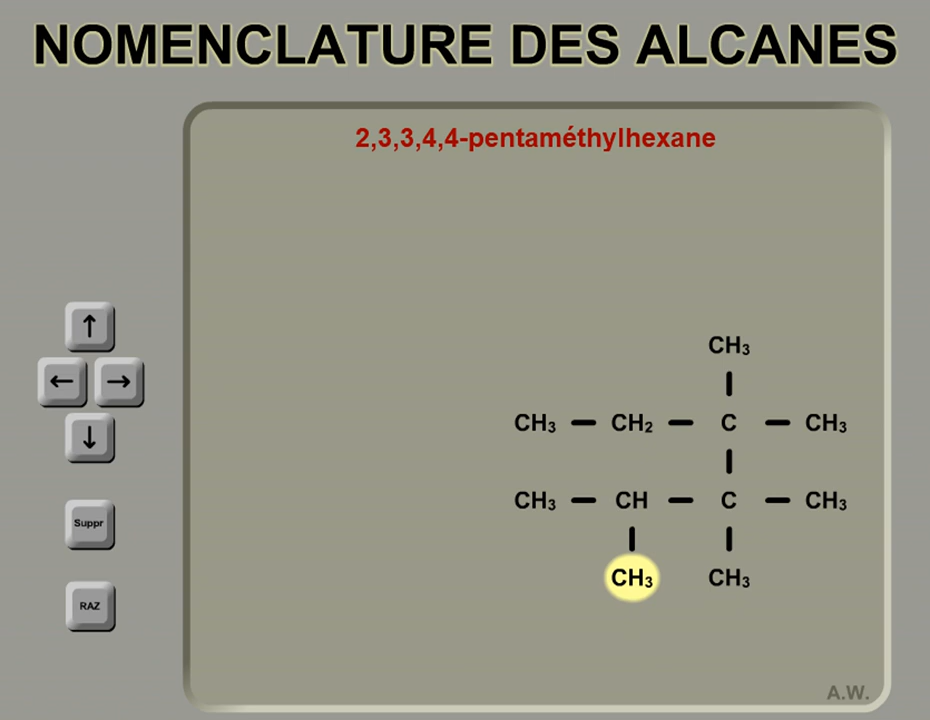 NOMENCLATURE DES ALCANES
2,3,3,4,4-pentaméthylhexane
↑
← →
↓
Suppr
RAZ
CH₃
CH₃ — CH₂ — C — CH₃
CH₃ — CH — C — CH₃
CH₃ CH₃
A.W.